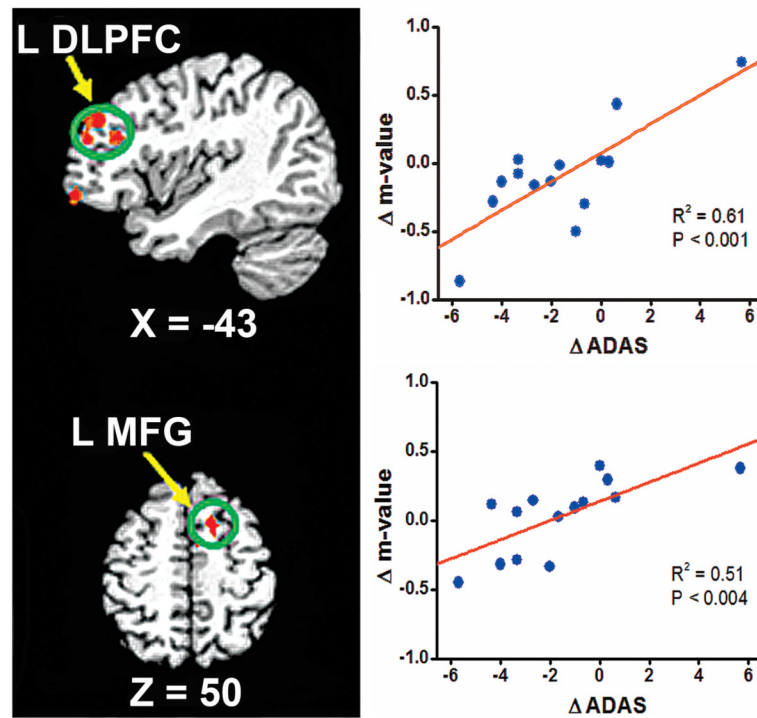 L DLPFC
X = -43
1.0
0.5
0.0
-0.5
-1.0
Δ m-value
-6 -4 -2 0 2 4 6
Δ ADAS
R² = 0.61
P < 0.001
L MFG
Z = 50
1.0
0.5
0.0
-0.5
-1.0
Δ m-value
-6 -4 -2 0 2 4 6
Δ ADAS
R² = 0.51
P < 0.004